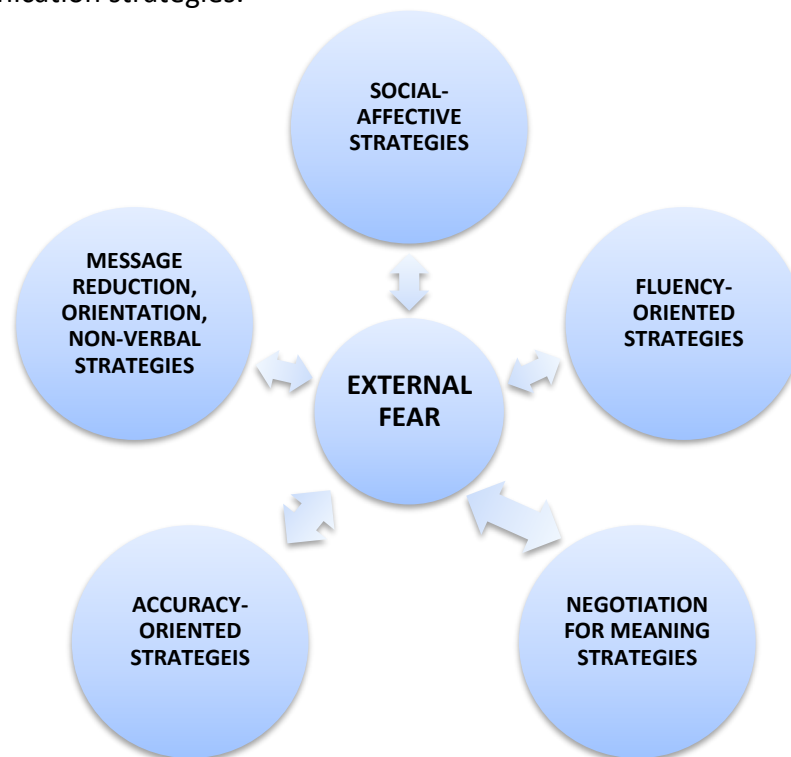 strategies.
SOCIAL-
AFFECTIVE
STRATEGIES
MESSAGE
REDUCTION,
ORIENTATION,
NON-VERBAL
STRATEGIES
FLUENCY-
ORIENTED
STRATEGIES
EXTERNAL
FEAR
ACCURACY-
ORIENTED
STRATEGEIS
NEGOTIATION
FOR MEANING
STRATEGIES